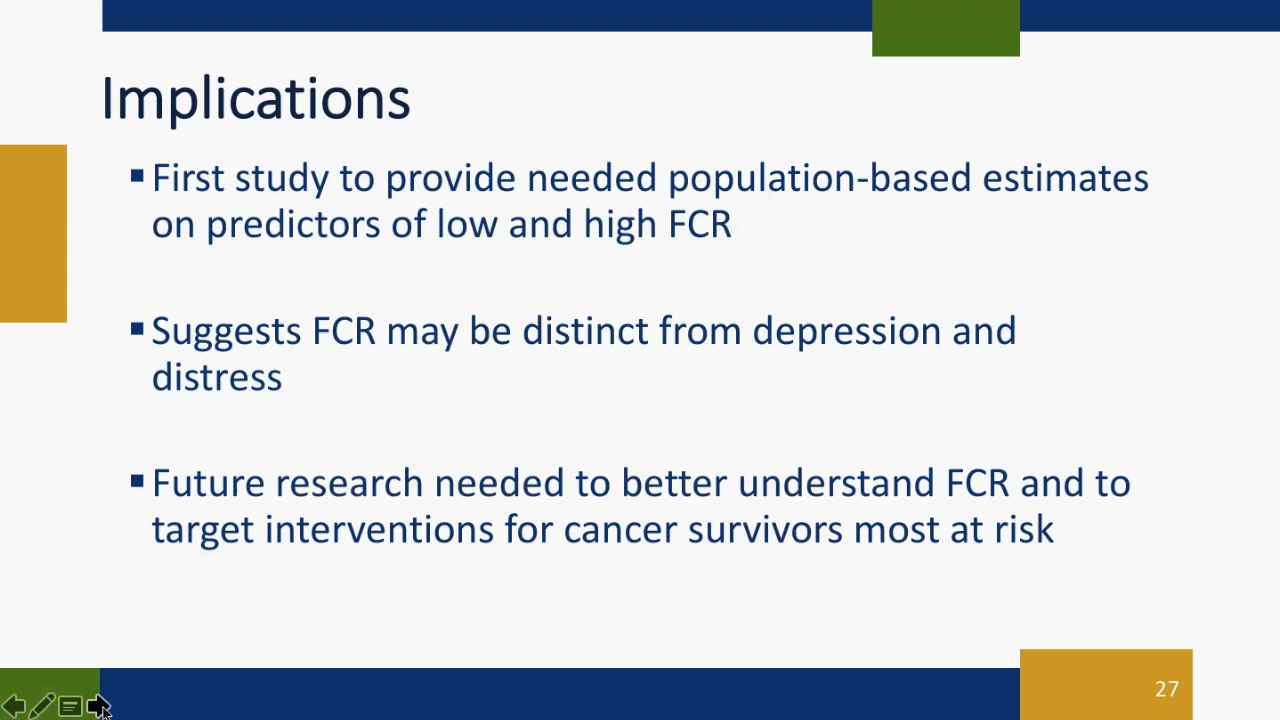 Implications
▪First study to provide needed population-based estimates
on predictors of low and high FCR
▪Suggests FCR may be distinct from depression and
distress
▪Future research needed to better understand FCR and to
target interventions for cancer survivors most at risk
27